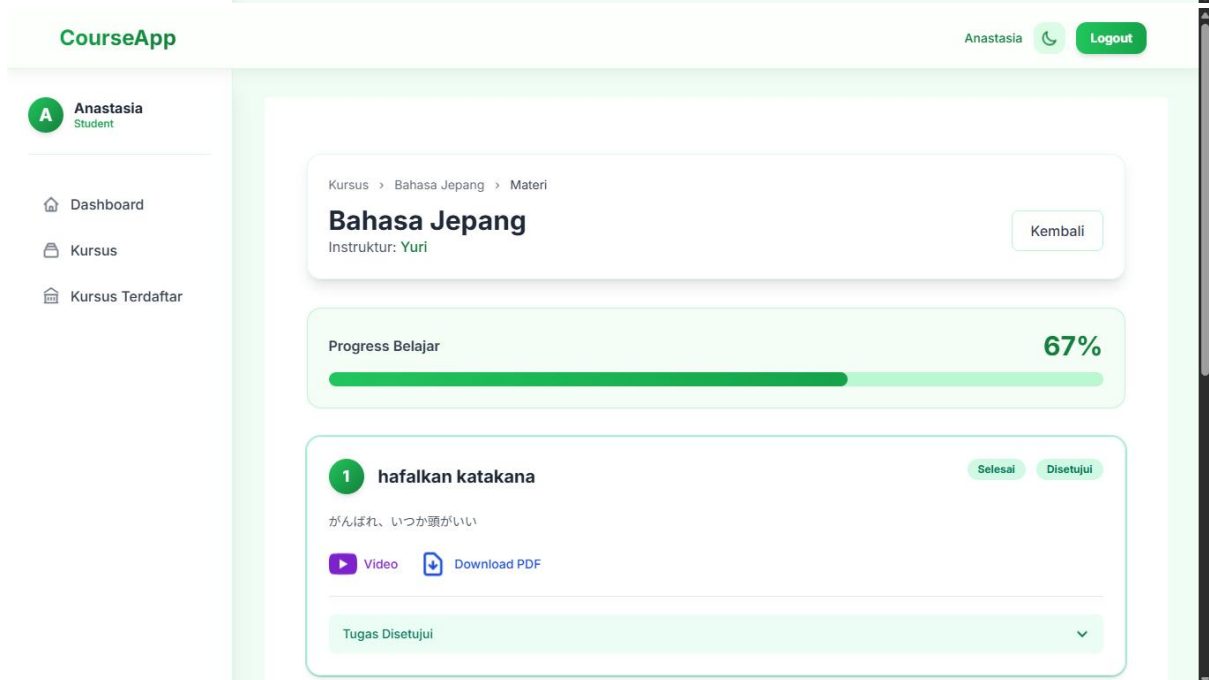 CourseApp
Anastasia
Logout
A
Anastasia
Student
Dashboard
Kursus
Kursus Terdaftar
Kursus › Bahasa Jepang › Materi
Bahasa Jepang
Instruktur: Yuri
Kembali
Progress Belajar
67%
1
hafalkan katakana
Selesai
Disetujui
がんばれ、いつか頭がいい
Video
Download PDF
Tugas Disetujui